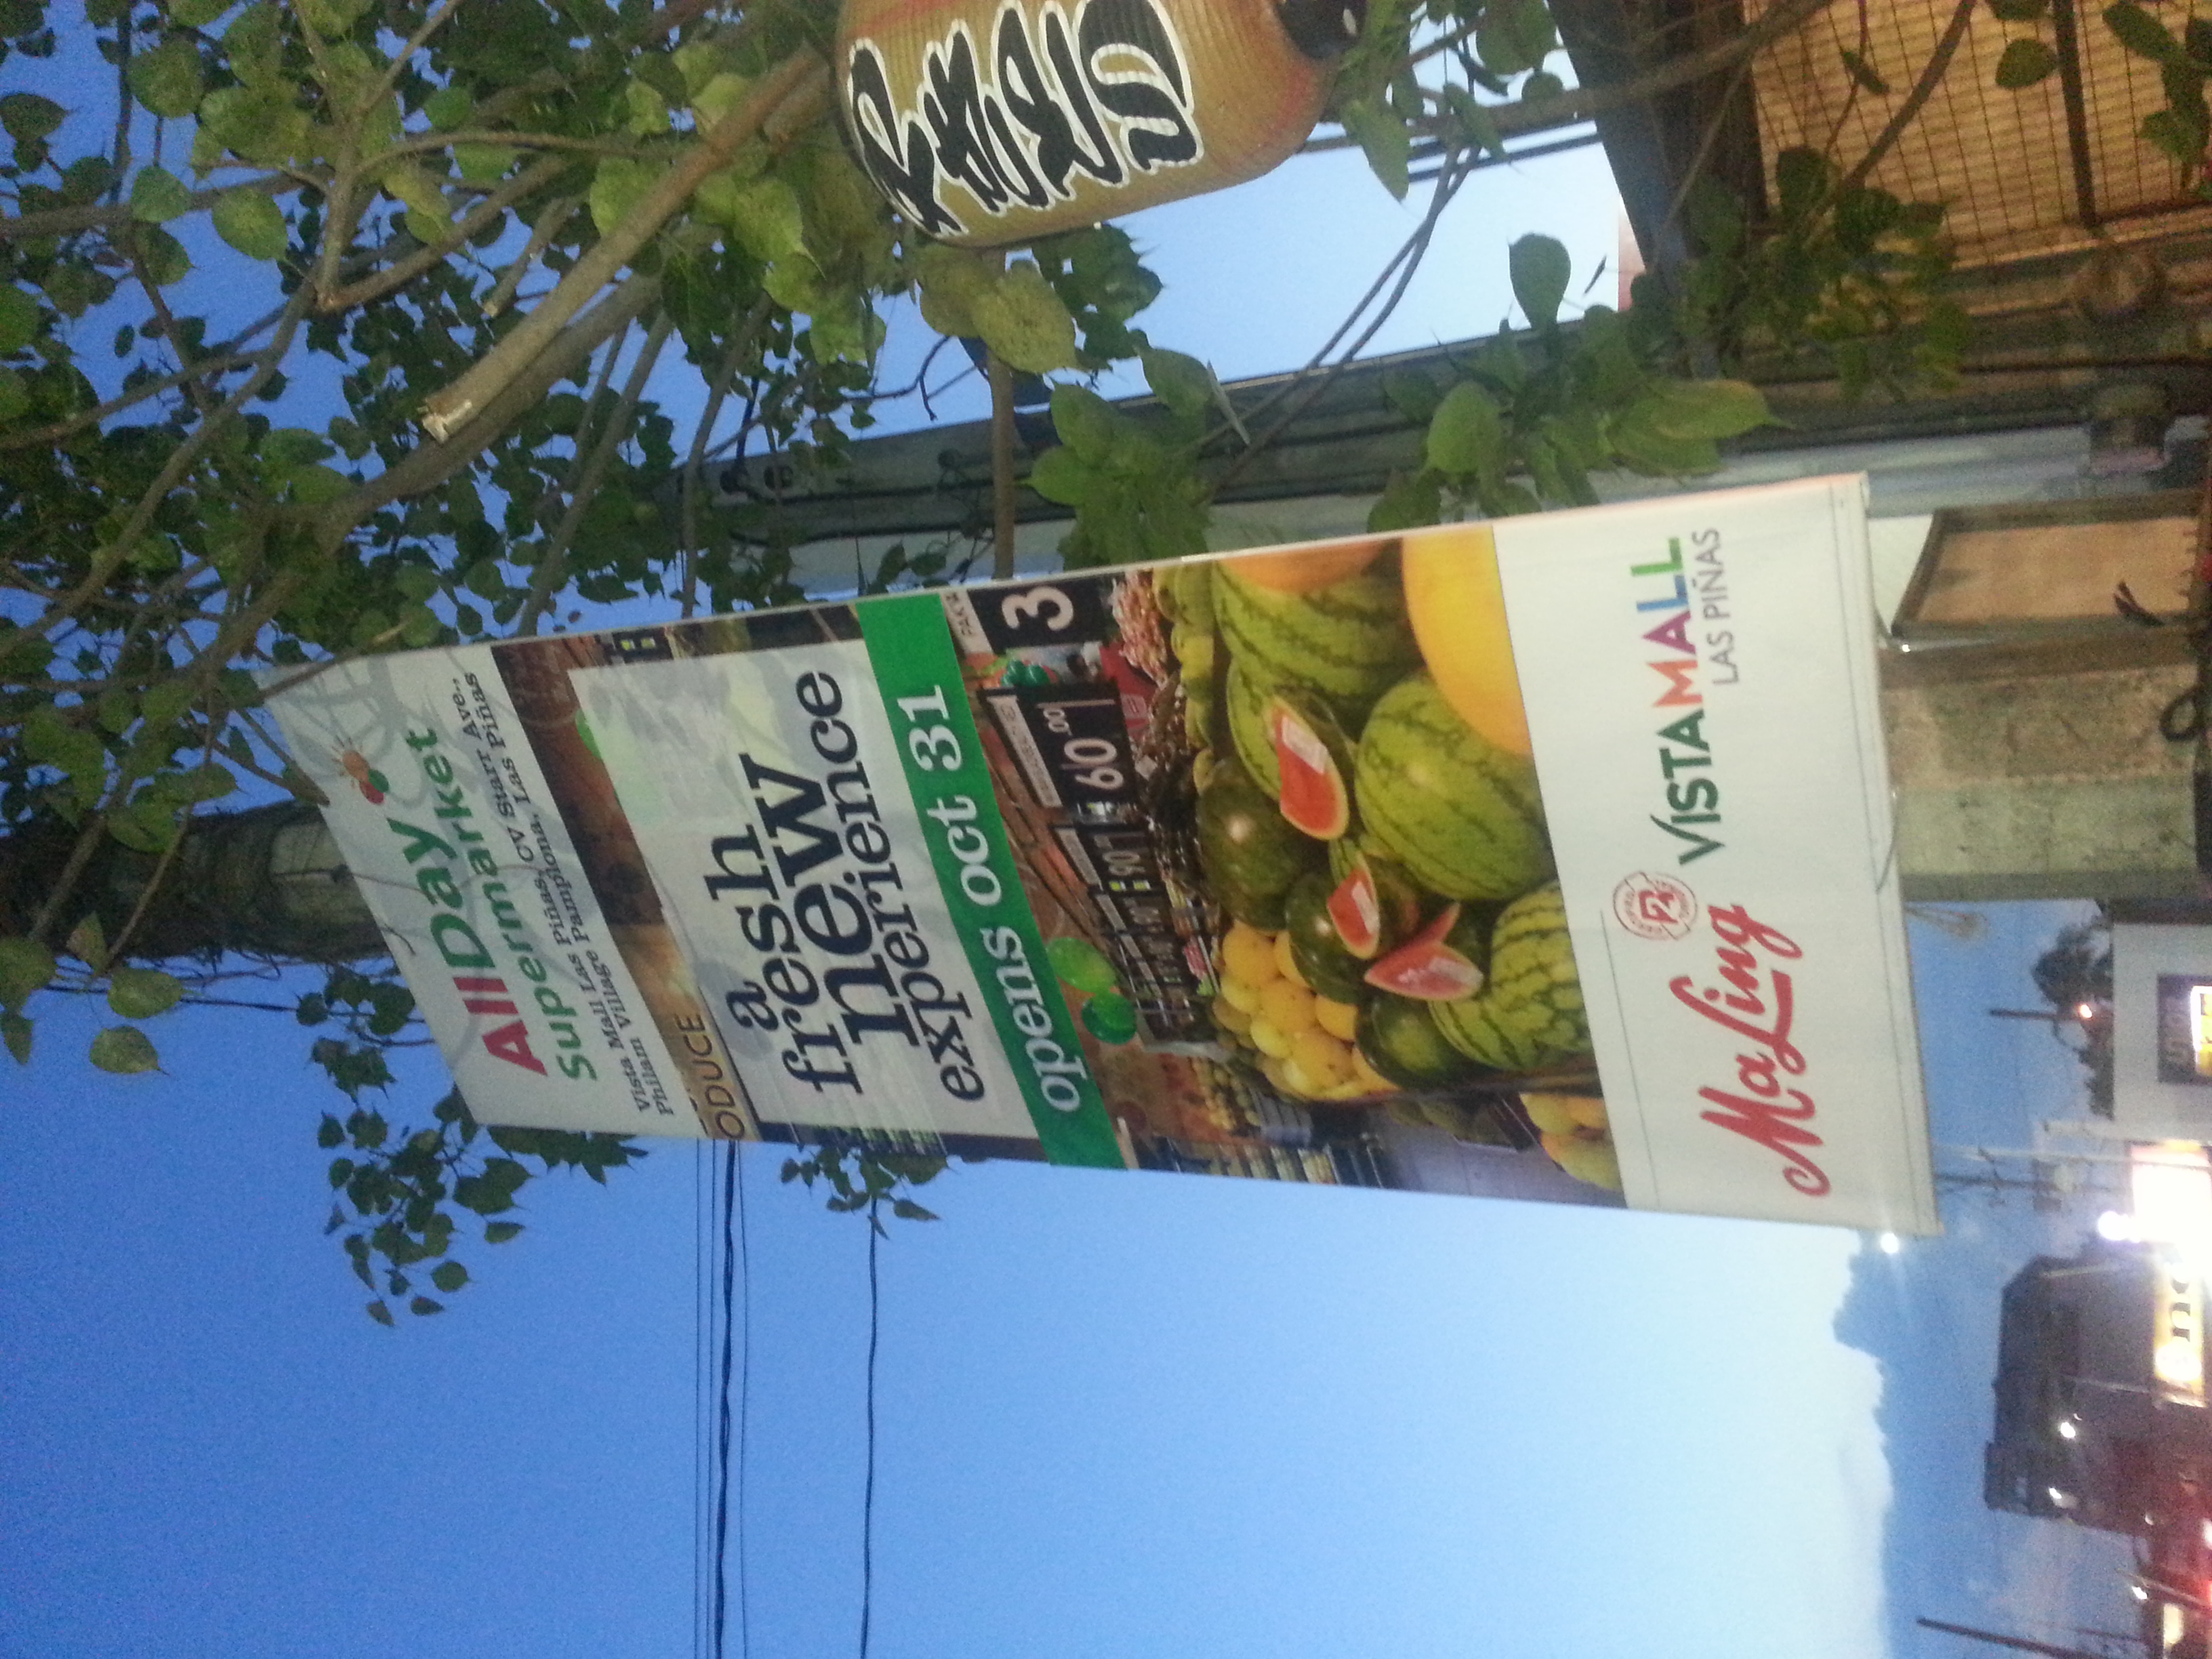 AllDay
Supermarket
Vista Mall Las Piñas, CV Starr Ave.,
Philam Village Pamplona, Las Piñas
ODUCE
a
fresh
new
experience
opens oct 31
60.00
3
MaLing
VISTAMALL
LAS PIÑAS